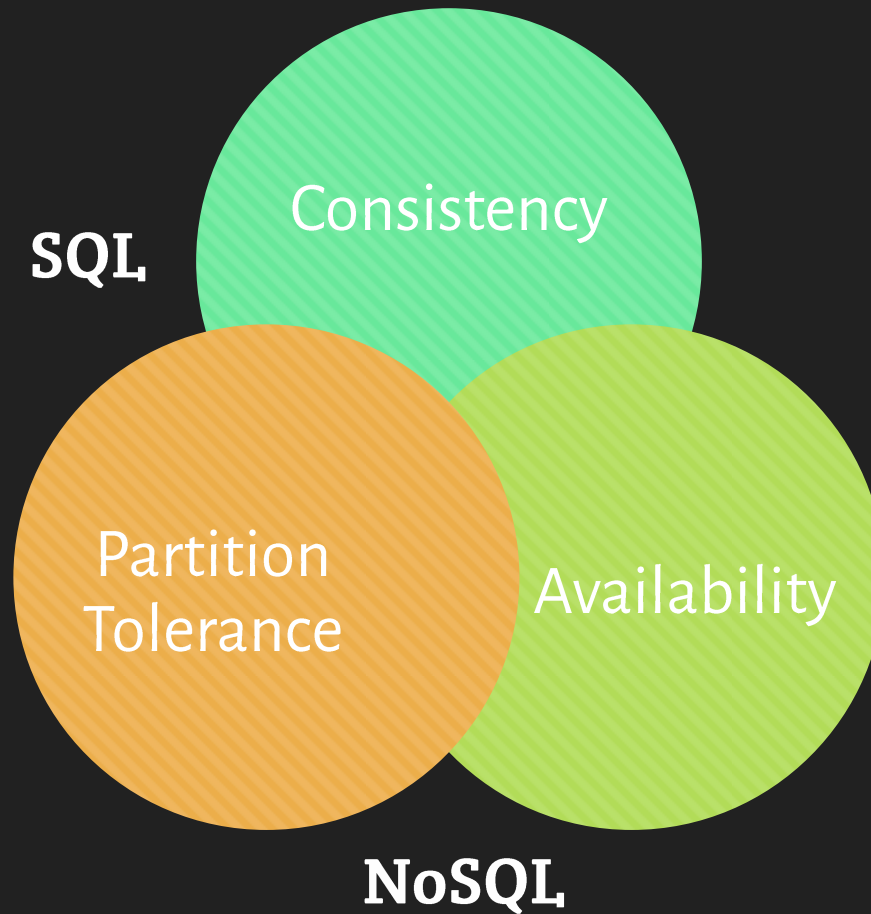 Consistency
SQL
Partition
Tolerance
Availability
NoSQL